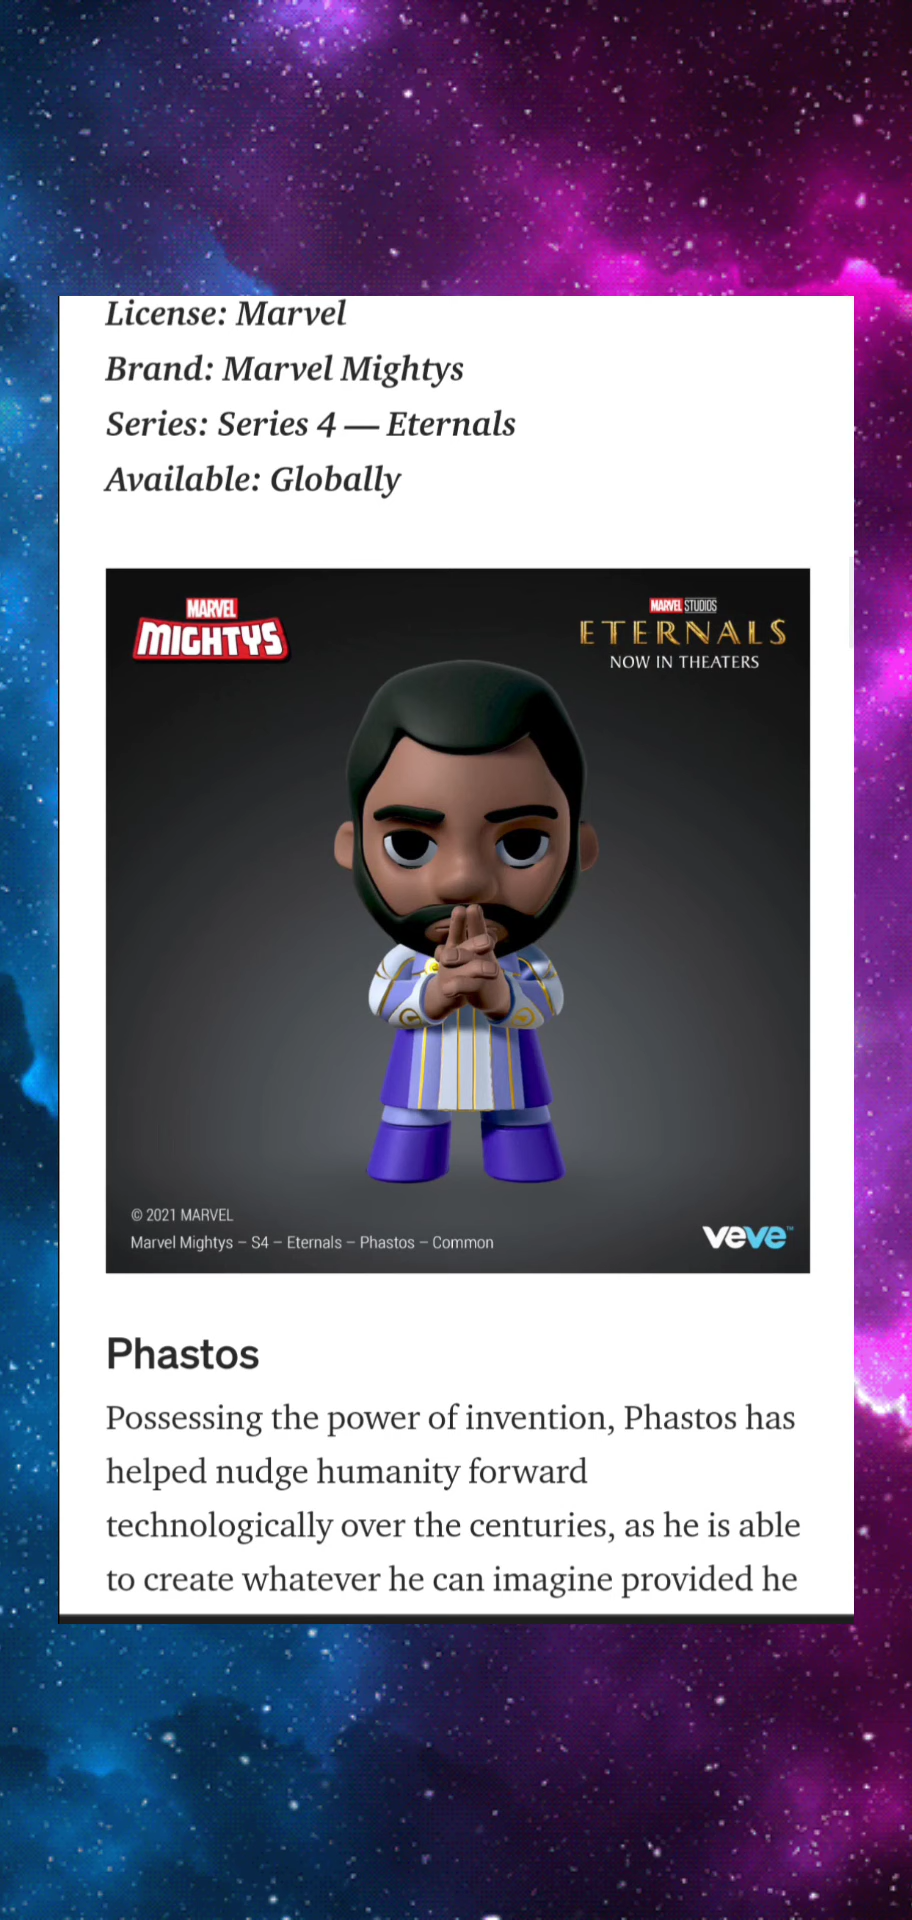 License: Marvel
Brand: Marvel Mightys
Series: Series 4 — Eternals
Available: Globally
MARVEL
MIGHTYS
MARVEL STUDIOS
ETERNALS
NOW IN THEATERS
© 2021 MARVEL
Marvel Mightys – S4 – Eternals – Phastos – Common
veve™
Phastos
Possessing the power of invention, Phastos has
helped nudge humanity forward
technologically over the centuries, as he is able
to create whatever he can imagine provided he